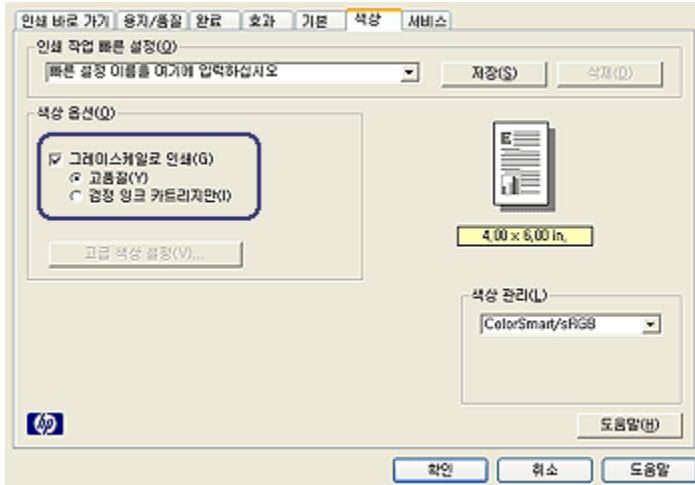 인쇄 바로 가기 용지/품질 완료 효과 기본 색상 서비스
인쇄 작업 빠른 설정(O)
빠른 설정 이름을 여기에 입력하십시오
저장(S) 삭제(D)
색상 옵션(O)
그레이스케일로 인쇄(G)
고품질(Y)
검정 잉크 카트리지만(I)
고급 색상 설정(V)...
E
4,00 x 6,00 in,
색상 관리(L)
ColorSmart/sRGB
hp
도움말(H)
확인 취소 도움말